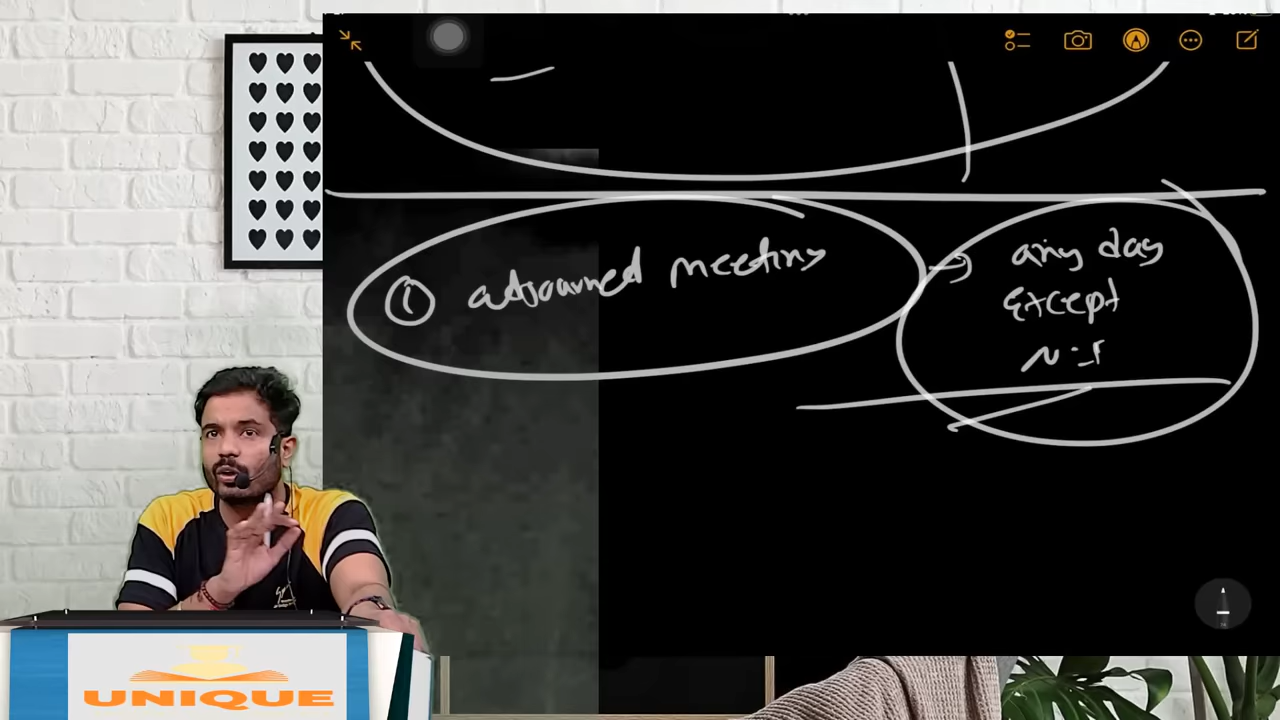 ① adjourned meeting → any day
except
N-H
UNIQUE